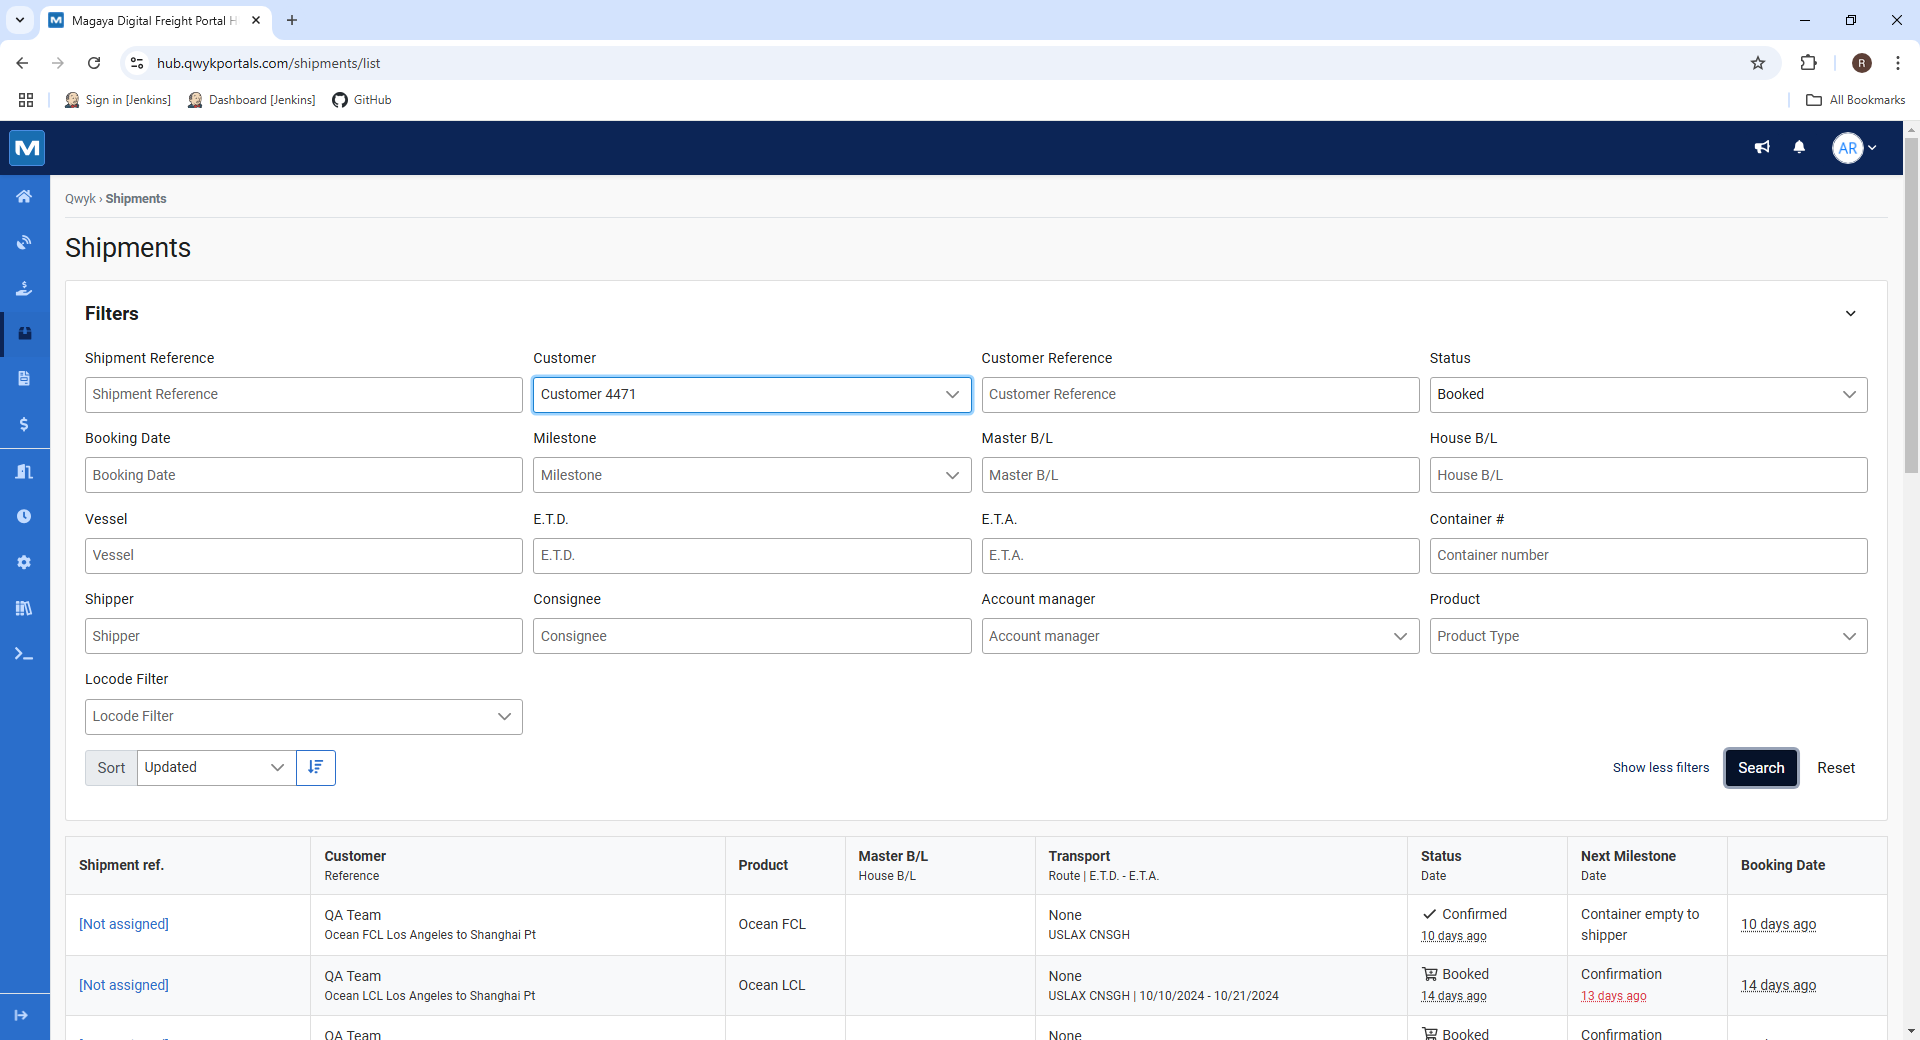 Magaya Digital Freight Portal H
hub.qwykportals.com/shipments/list
R
Sign in [Jenkins]
Dashboard [Jenkins]
GitHub
All Bookmarks
M
AR
Qwyk › Shipments
Shipments
Filters
Shipment Reference
Customer
Customer Reference
Status
Shipment Reference
Customer 4471
Customer Reference
Booked
Booking Date
Milestone
Master B/L
House B/L
Booking Date
Milestone
Master B/L
House B/L
Vessel
E.T.D.
E.T.A.
Container #
Vessel
E.T.D.
E.T.A.
Container number
Shipper
Consignee
Account manager
Product
Shipper
Consignee
Account manager
Product Type
Locode Filter
Locode Filter
Sort
Updated
Show less filters
Search
Reset
Shipment ref.
Customer
Reference
Product
Master B/L
House B/L
Transport
Route | E.T.D. - E.T.A.
Status
Date
Next Milestone
Date
Booking Date
[Not assigned]
QA Team
Ocean FCL Los Angeles to Shanghai Pt
Ocean FCL
None
USLAX CNSGH
Confirmed
10 days ago
Container empty to
shipper
10 days ago
[Not assigned]
QA Team
Ocean LCL Los Angeles to Shanghai Pt
Ocean LCL
None
USLAX CNSGH | 10/10/2024 - 10/21/2024
Booked
14 days ago
Confirmation
13 days ago
14 days ago
QA Team
None
Booked
Confirmation